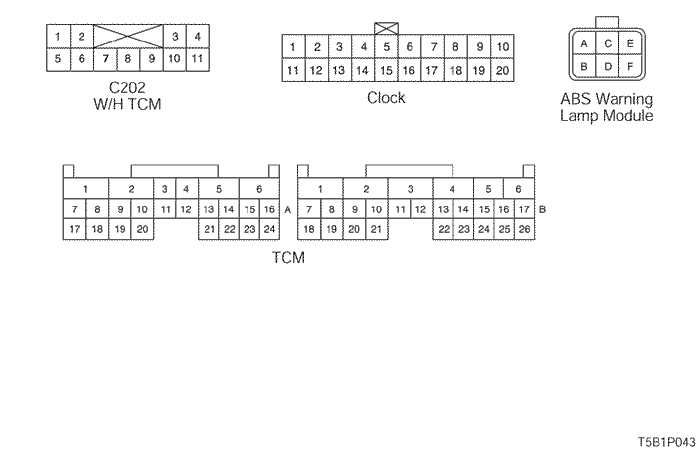 1 2 3 4
5 6 7 8 9 10 11
C202
W/H TCM
1 2 3 4 5 6 7 8 9 10
11 12 13 14 15 16 17 18 19 20
Clock
A C E
B D F
ABS Warning
Lamp Module
1 2 3 4 5 6
7 8 9 10 11 12 13 14 15 16 A
17 18 19 20 21 22 23 24
1 2 3 4 5 6
7 8 9 10 11 12 13 14 15 16 17 B
18 19 20 21 22 23 24 25 26
TCM
T5B1P043